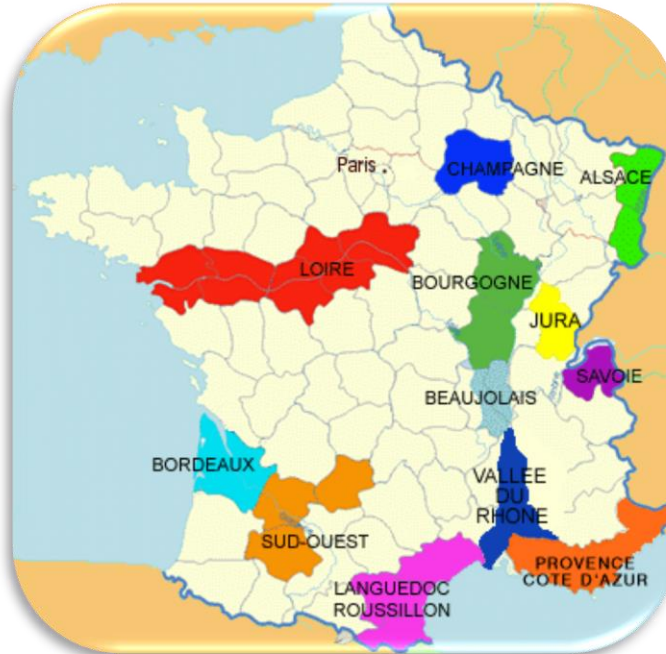 Paris
CHAMPAGNE
ALSACE
LOIRE
BOURGOGNE
JURA
SAVOIE
BEAUJOLAIS
BORDEAUX
VALLEE
DU
RHONE
SUD-OUEST
PROVENCE
COTE D'AZUR
LANGUEDOC
ROUSSILLON